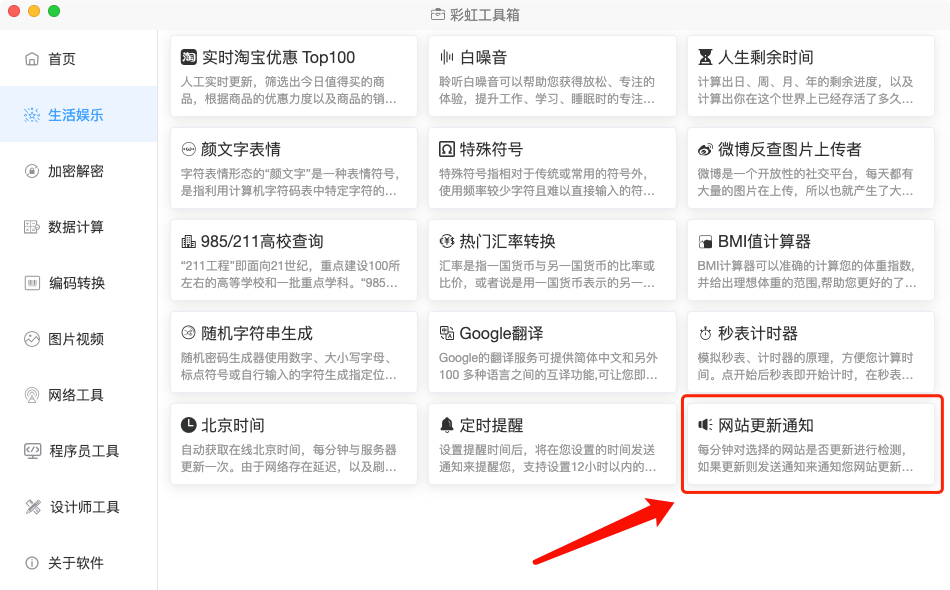 彩虹工具箱
首页
生活娱乐
加密解密
数据计算
编码转换
图片视频
网络工具
程序员工具
设计师工具
关于软件
淘 实时淘宝优惠 Top100
人工实时更新，筛选出今日值得买的商
品，根据商品的优惠力度以及商品的销...
白噪音
聆听白噪音可以帮助您获得放松、专注的
体验，提升工作、学习、睡眠时的专注...
人生剩余时间
计算出日、周、月、年的剩余进度，以及
计算出你在这个世界上已经存活了多久...
颜文字表情
字符表情形态的“颜文字”是一种表情符号，
是指利用计算机字符码表中特定字符的...
特殊符号
特殊符号指相对于传统或常用的符号外，
使用频率较少字符且难以直接输入的符...
微博反查图片上传者
微博是一个开放性的社交平台，每天都有
大量的图片在上传，所以也就产生了大...
985/211高校查询
“211工程”即面向21世纪，重点建设100所
左右的高等学校和一批重点学科。“985...
热门汇率转换
汇率是指一国货币与另一国货币的比率或
比价，或者说是用一国货币表示的另一...
BMI值计算器
BMI计算器可以准确的计算您的体重指数,
并给出理想体重的范围,帮助您更好的了...
随机字符串生成
随机密码生成器使用数字、大小写字母、
标点符号或自行输入的字符生成指定位...
Google翻译
Google的翻译服务可提供简体中文和另外
100 多种语言之间的互译功能,可让您即...
秒表计时器
模拟秒表、计时器的原理，方便您计算时
间。点开始后秒表即开始计时，在秒表...
北京时间
自动获取在线北京时间，每分钟与服务器
更新一次。由于网络存在延迟，以及刷...
定时提醒
设置提醒时间后，将在您设置的时间发送
通知来提醒您，支持设置12小时以内的...
网站更新通知
每分钟对选择的网站是否更新进行检测，
如果更新则发送通知来通知您网站更新...